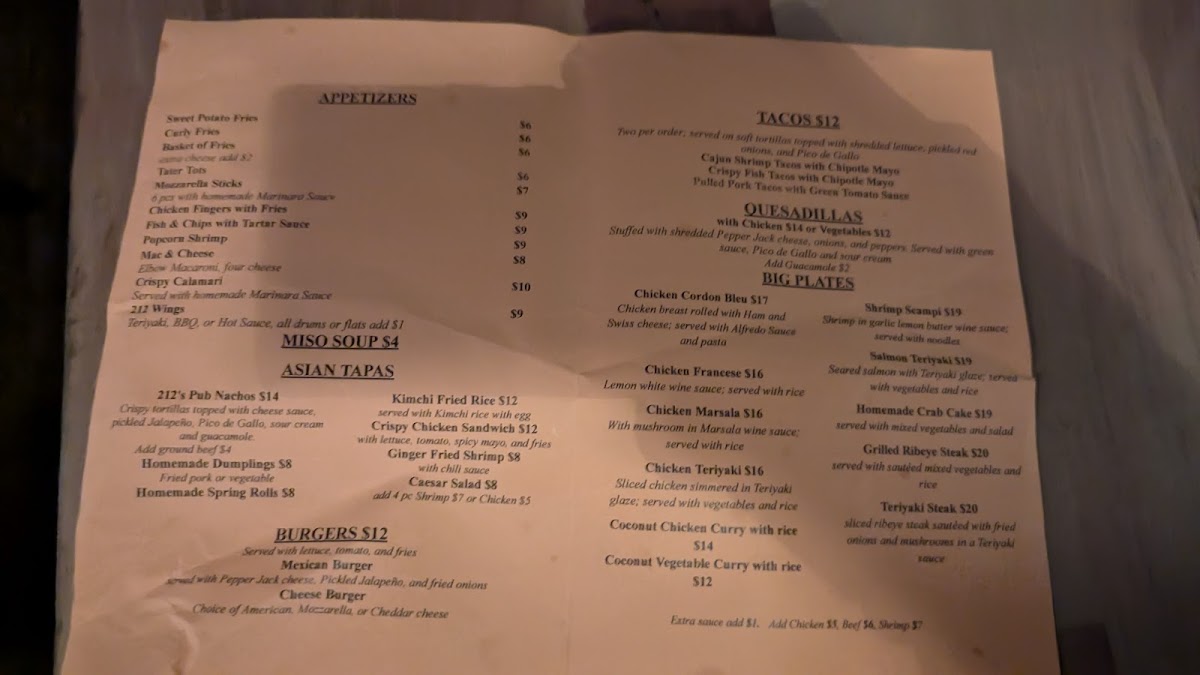 APPETIZERS
Sweet Potato Fries $6
Curly Fries $6
Basket of Fries $6
extra cheese add $2
Tater Tots $6
Mozzarella Sticks $7
6 pcs with homemade Marinara Sauce
Chicken Fingers with Fries $9
Fish & Chips with Tartar Sauce $9
Popcorn Shrimp $9
Mac & Cheese $8
Elbow Macaroni, four cheese
Crispy Calamari $10
Served with homemade Marinara Sauce
212 Wings $9
Teriyaki, BBQ, or Hot Sauce, all drums or flats add $1
MISO SOUP $4
ASIAN TAPAS
212's Pub Nachos $14
Crispy tortillas topped with cheese sauce,
pickled Jalapeño, Pico de Gallo, sour cream
and guacamole.
Add ground beef $4
Homemade Dumplings $8
Fried pork or vegetable
Homemade Spring Rolls $8
Kimchi Fried Rice $12
served with Kimchi rice with egg
Crispy Chicken Sandwich $12
with lettuce, tomato, spicy mayo, and fries
Ginger Fried Shrimp $8
with chili sauce
Caesar Salad $8
add 4 pc Shrimp $7 or Chicken $5
BURGERS $12
Served with lettuce, tomato, and fries
Mexican Burger
served with Pepper Jack cheese, Pickled Jalapeño, and fried onions
Cheese Burger
Choice of American, Mozzarella, or Cheddar cheese
TACOS $12
Two per order; served on soft tortillas topped with shredded lettuce, pickled red
onions, and Pico de Gallo
Cajun Shrimp Tacos with Chipotle Mayo
Crispy Fish Tacos with Chipotle Mayo
Pulled Pork Tacos with Green Tomato Sauce
QUESADILLAS
with Chicken $14 or Vegetables $12
Stuffed with shredded Pepper Jack cheese, onions, and peppers. Served with green
sauce, Pico de Gallo and sour cream
Add Guacamole $2
BIG PLATES
Chicken Cordon Bleu $17
Chicken breast rolled with Ham and
Swiss cheese; served with Alfredo Sauce
and pasta
Chicken Francese $16
Lemon white wine sauce; served with rice
Chicken Marsala $16
With mushroom in Marsala wine sauce;
served with rice
Chicken Teriyaki $16
Sliced chicken simmered in Teriyaki
glaze; served with vegetables and rice
Coconut Chicken Curry with rice
$14
Coconut Vegetable Curry with rice
$12
Shrimp Scampi $19
Shrimp in garlic lemon butter wine sauce;
served with noodles
Salmon Teriyaki $19
Seared salmon with Teriyaki glaze; served
with vegetables and rice
Homemade Crab Cake $19
served with mixed vegetables and salad
Grilled Ribeye Steak $20
served with sautéed mixed vegetables and
rice
Teriyaki Steak $20
sliced ribeye steak sautéed with fried
onions and mushrooms in a Teriyaki
sauce
Extra sauce add $1. Add Chicken $5, Beef $6, Shrimp $7